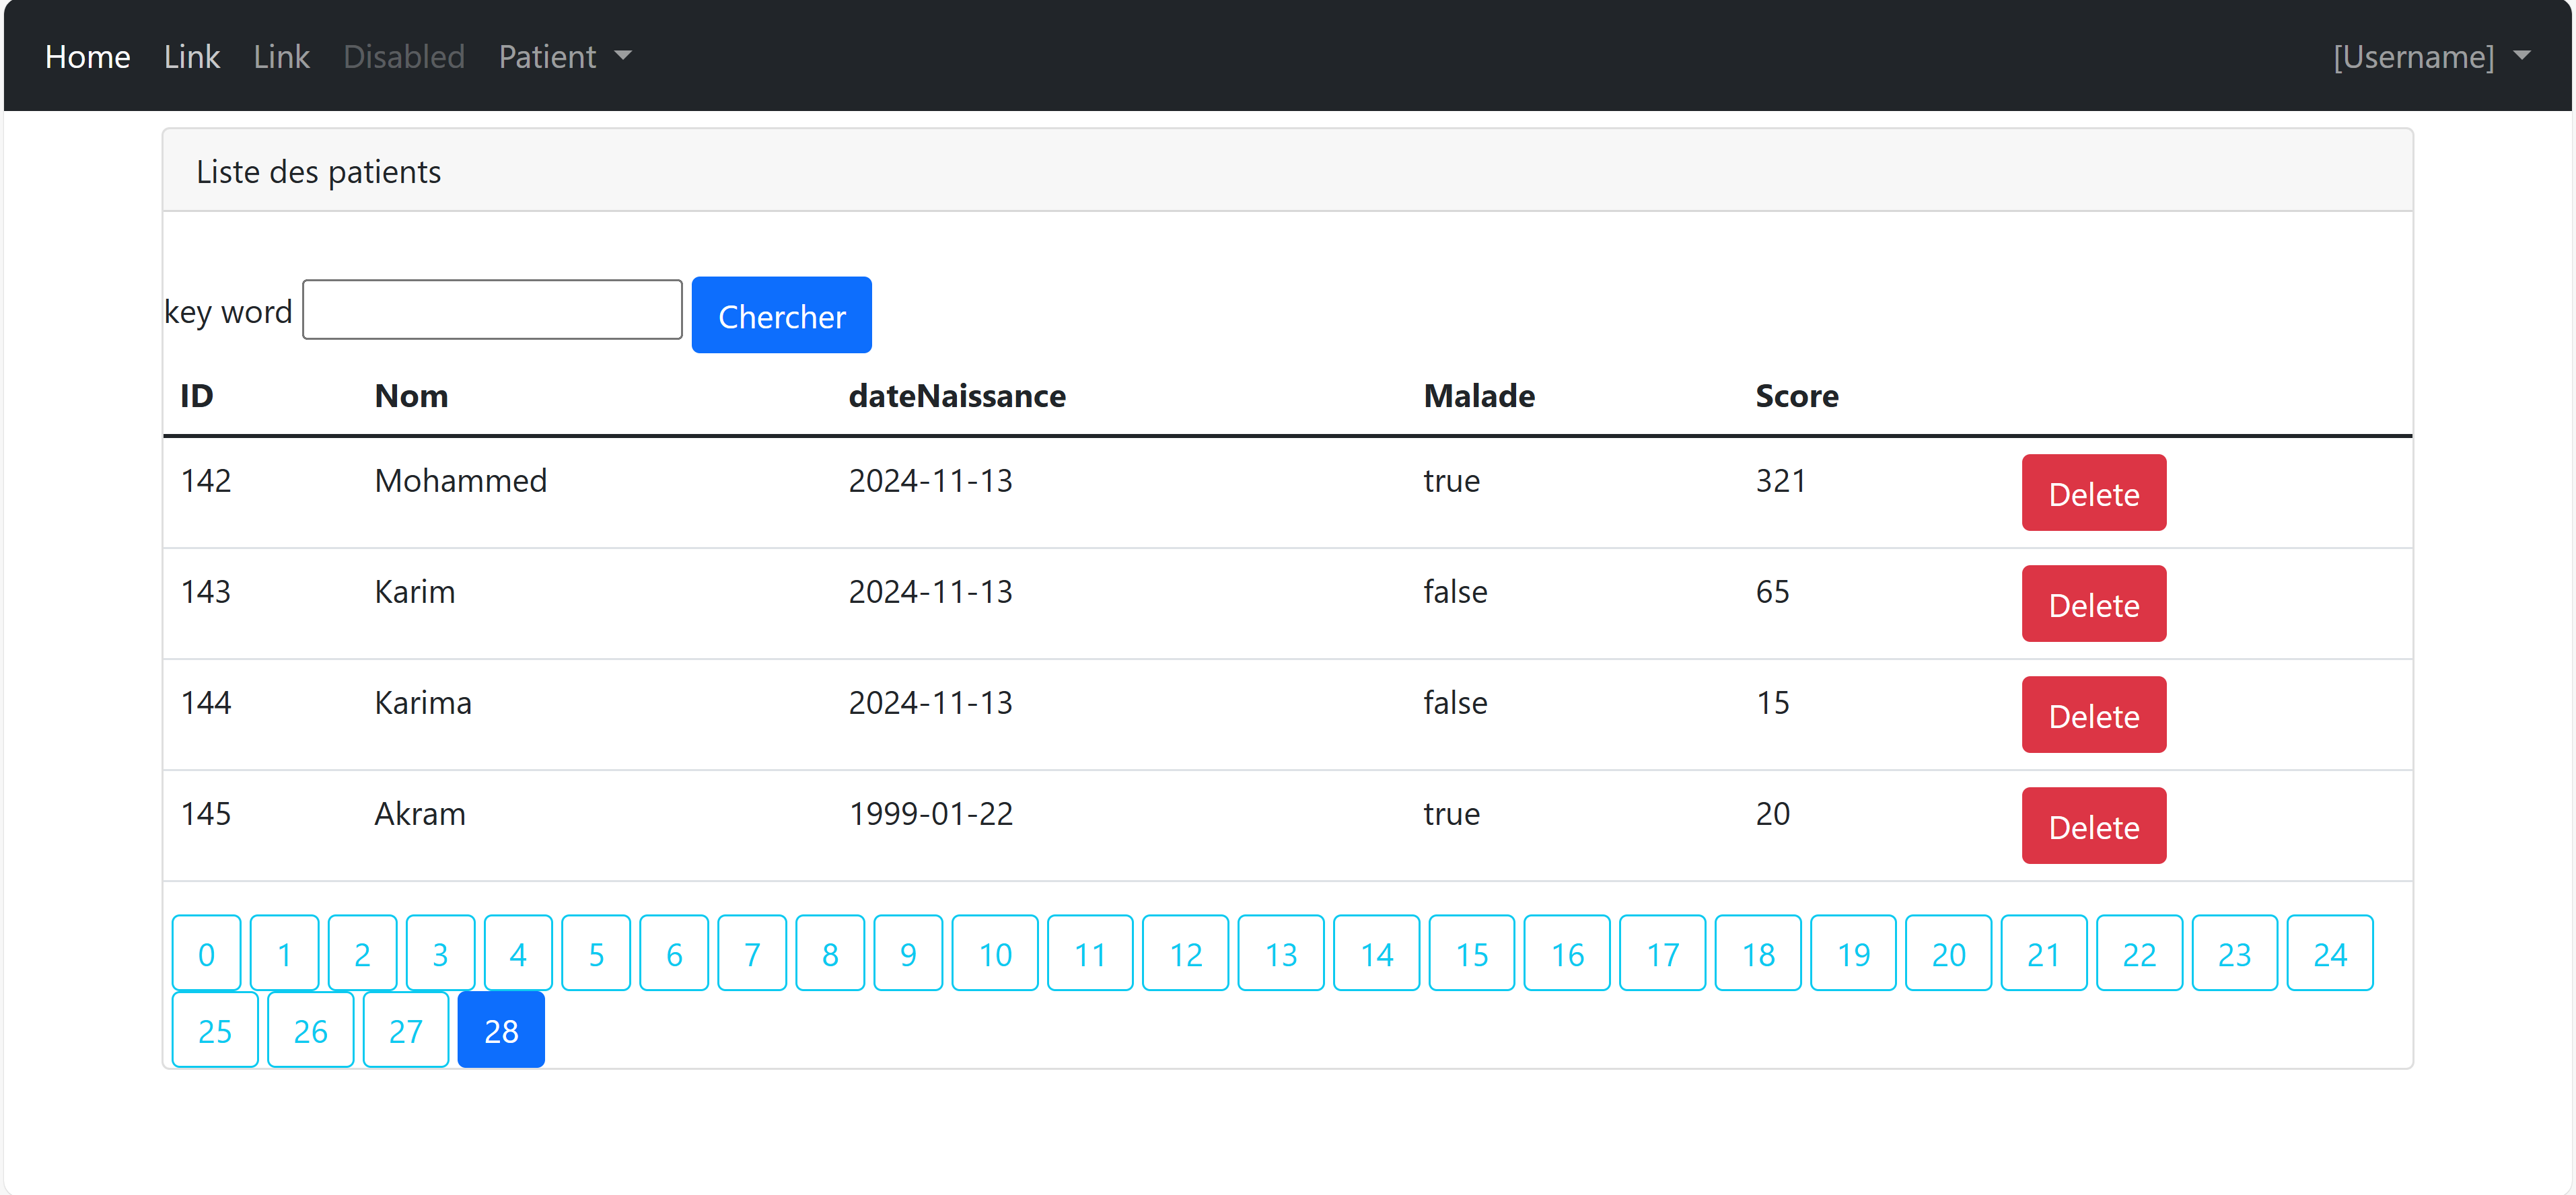 Home Link Link Disabled Patient [Username]
Liste des patients
key word Chercher
ID Nom dateNaissance Malade Score
142 Mohammed 2024-11-13 true 321 Delete
143 Karim 2024-11-13 false 65 Delete
144 Karima 2024-11-13 false 15 Delete
145 Akram 1999-01-22 true 20 Delete
0 1 2 3 4 5 6 7 8 9 10 11 12 13 14 15 16 17 18 19 20 21 22 23 24
25 26 27 28